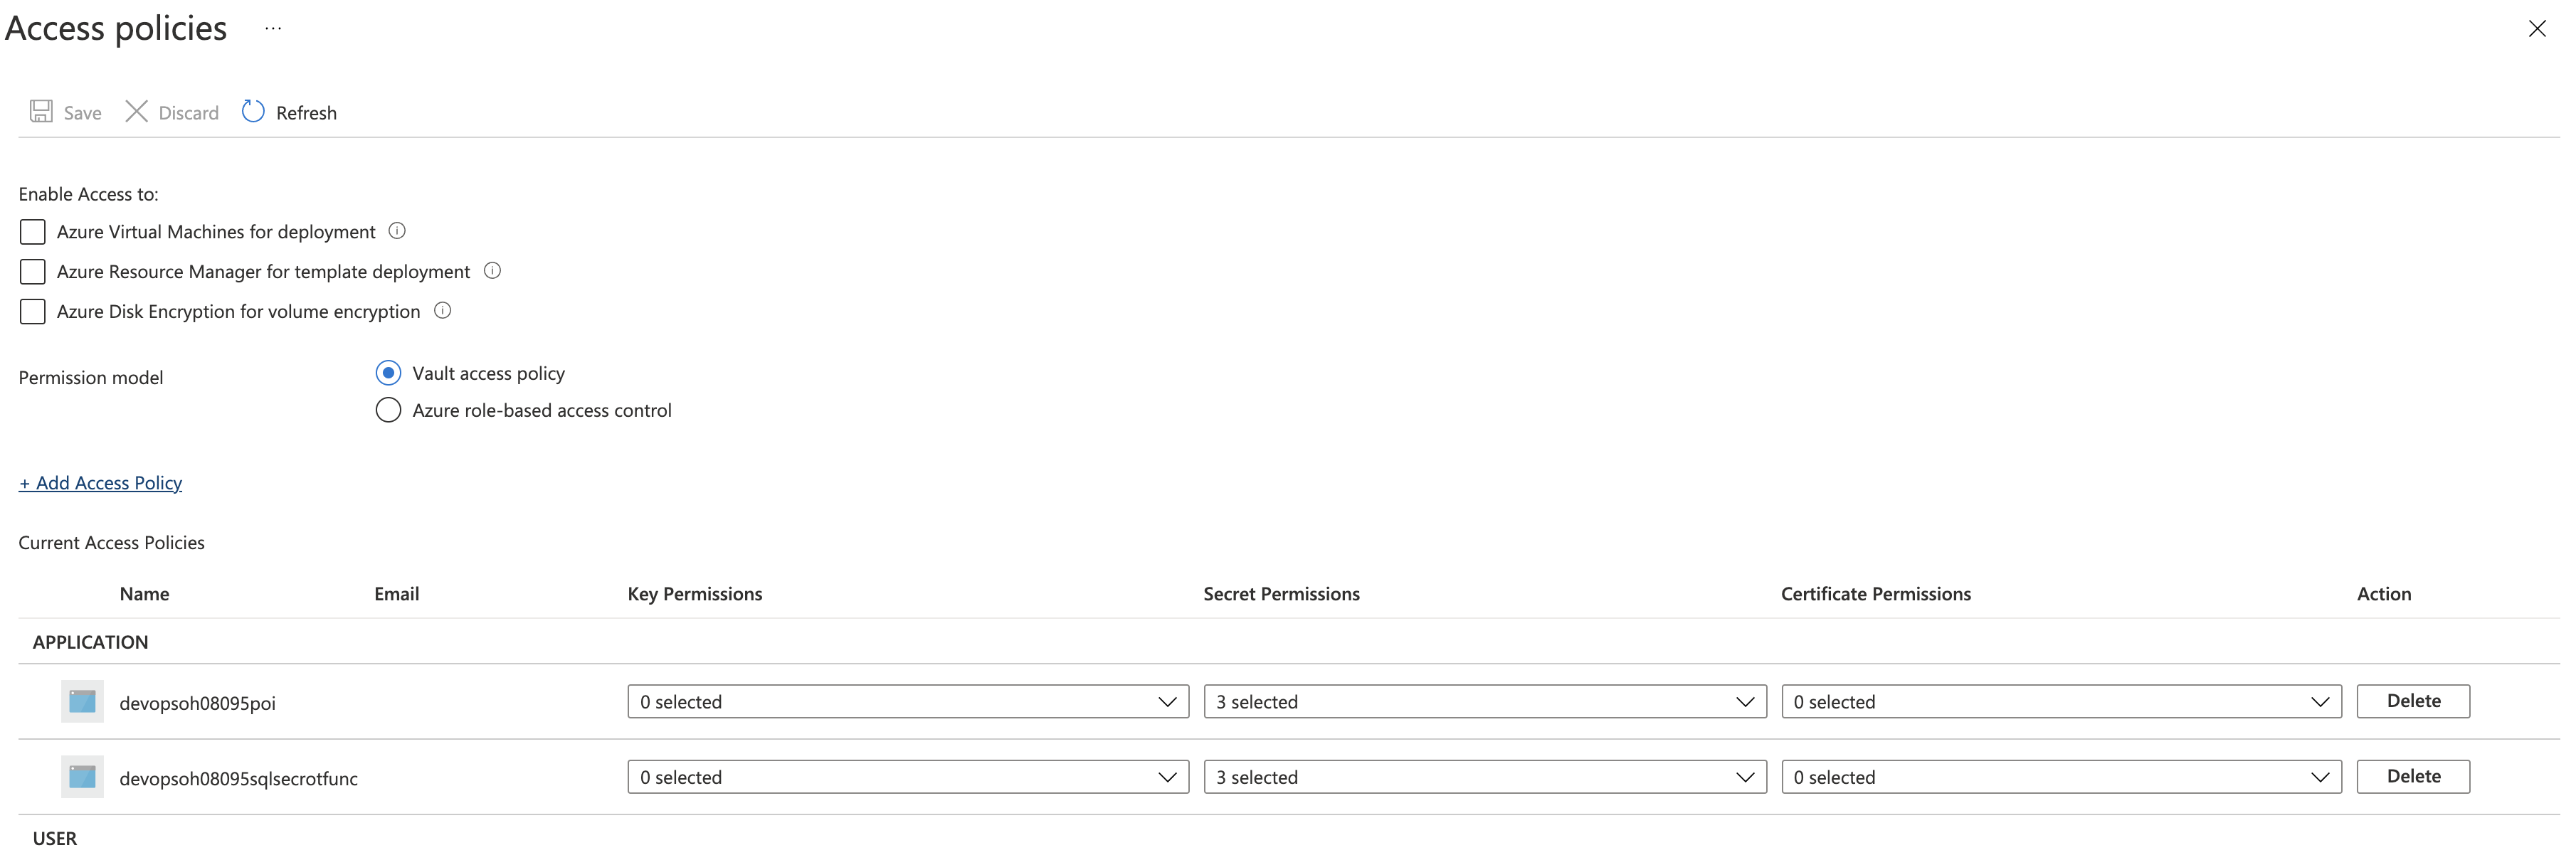 Access policies ...
Save Discard Refresh
Enable Access to:
Azure Virtual Machines for deployment
Azure Resource Manager for template deployment
Azure Disk Encryption for volume encryption
Permission model
Vault access policy
Azure role-based access control
+ Add Access Policy
Current Access Policies
Name Email Key Permissions Secret Permissions Certificate Permissions Action
APPLICATION
devopsoh08095poi 0 selected 3 selected 0 selected Delete
devopsoh08095sqlsecrotfunc 0 selected 3 selected 0 selected Delete
USER